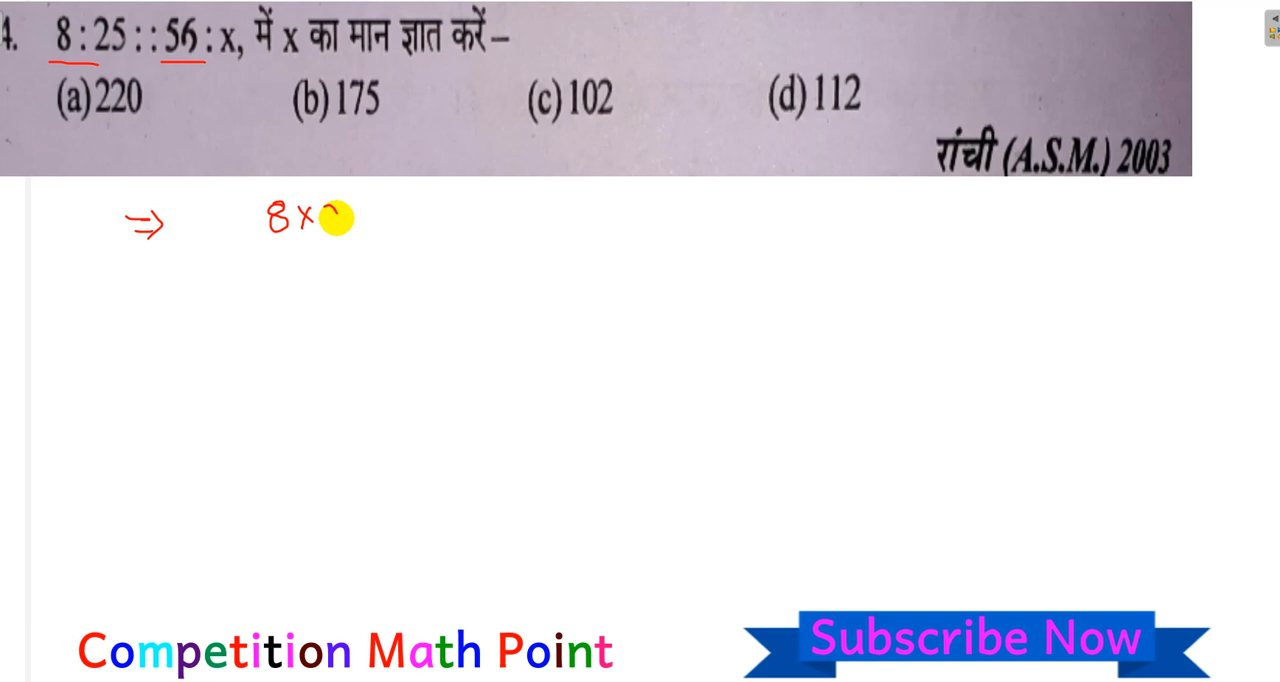 4. 8 : 25 : : 56 : x, में x का मान ज्ञात करें –
(a) 220 (b) 175 (c) 102 (d) 112
रांची (A.S.M.) 2003
⇒ 8 ×
Competition Math Point
Subscribe Now